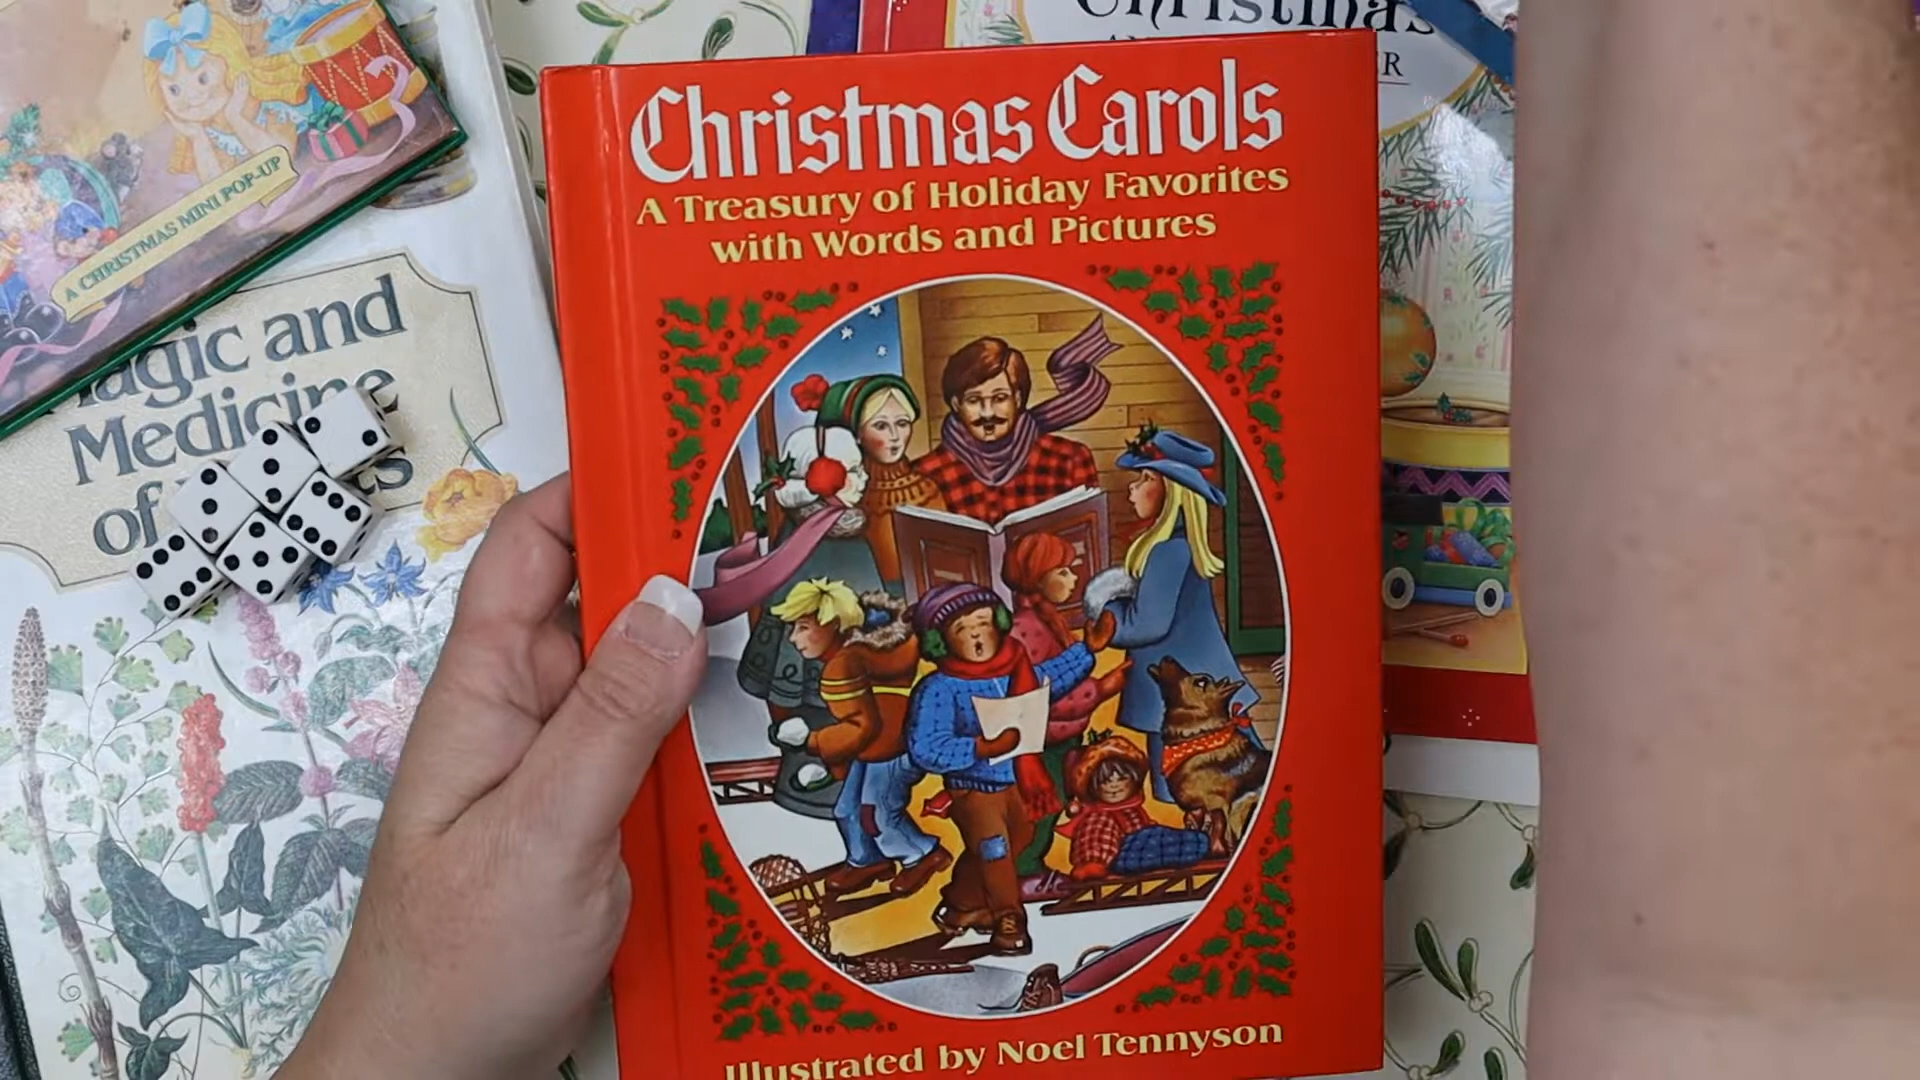 Christmas
R
Christmas Carols
A Treasury of Holiday Favorites
with Words and Pictures
Illustrated by Noel Tennyson
A CHRISTMAS MINI POP-UP
Magic and
Medicine
of